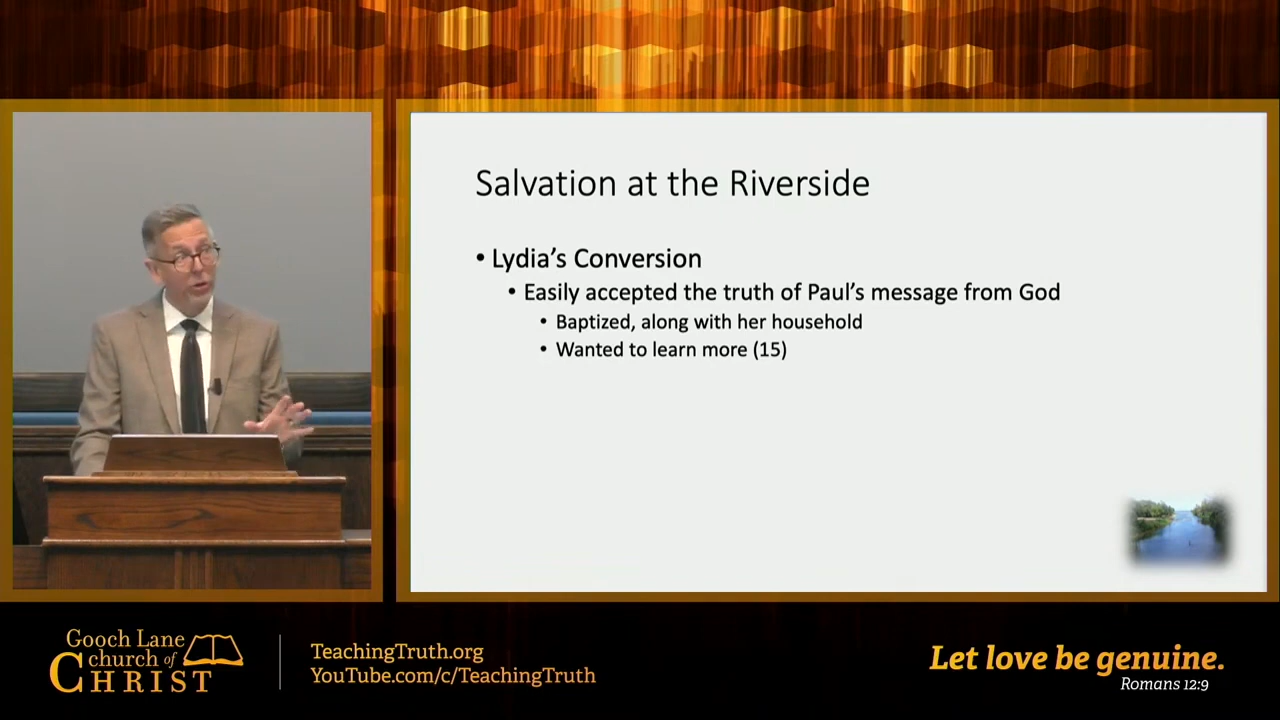 Salvation at the Riverside
• Lydia's Conversion
• Easily accepted the truth of Paul's message from God
• Baptized, along with her household
• Wanted to learn more (15)
Gooch Lane
church of
CHRIST
TeachingTruth.org
YouTube.com/c/TeachingTruth
Let love be genuine.
Romans 12:9